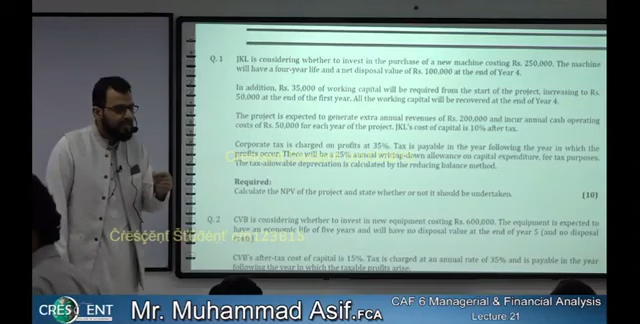 Q. 1 JKL is considering whether to invest in the purchase of a new machine costing Rs. 250,000. The machine
will have a four-year life and a net disposal value of Rs. 100,000 at the end of Year 4.
In addition, Rs. 35,000 of working capital will be required from the start of the project, increasing to Rs.
50,000 at the end of the first year. All the working capital will be recovered at the end of Year 4.
The project is expected to generate extra annual revenues of Rs. 200,000 and incur annual cash operating
costs of Rs. 50,000 for each year of the project. JKL's cost of capital is 10% after tax.
Corporate tax is charged on profits at 35%. Tax is payable in the year following the year in which the
profits occur. There will be a 25% annual writing-down allowance on capital expenditure, for tax purposes.
The tax-allowable depreciation is calculated by the reducing balance method.
Required:
Calculate the NPV of the project and state whether or not it should be undertaken. (10)
Q. 2 CVB is considering whether to invest in new equipment costing Rs. 600,000. The equipment is expected to
have an economic life of five years and will have no disposal value at the end of year 5 (and no disposal
CVB's after-tax cost of capital is 15%. Tax is charged at an annual rate of 35% and is payable in the year
following the year in which the taxable profits arise.
Crescent Student
CRESCENT
Mr. Muhammad Asif.FCA
CAF 6 Managerial & Financial Analysis
Lecture 21